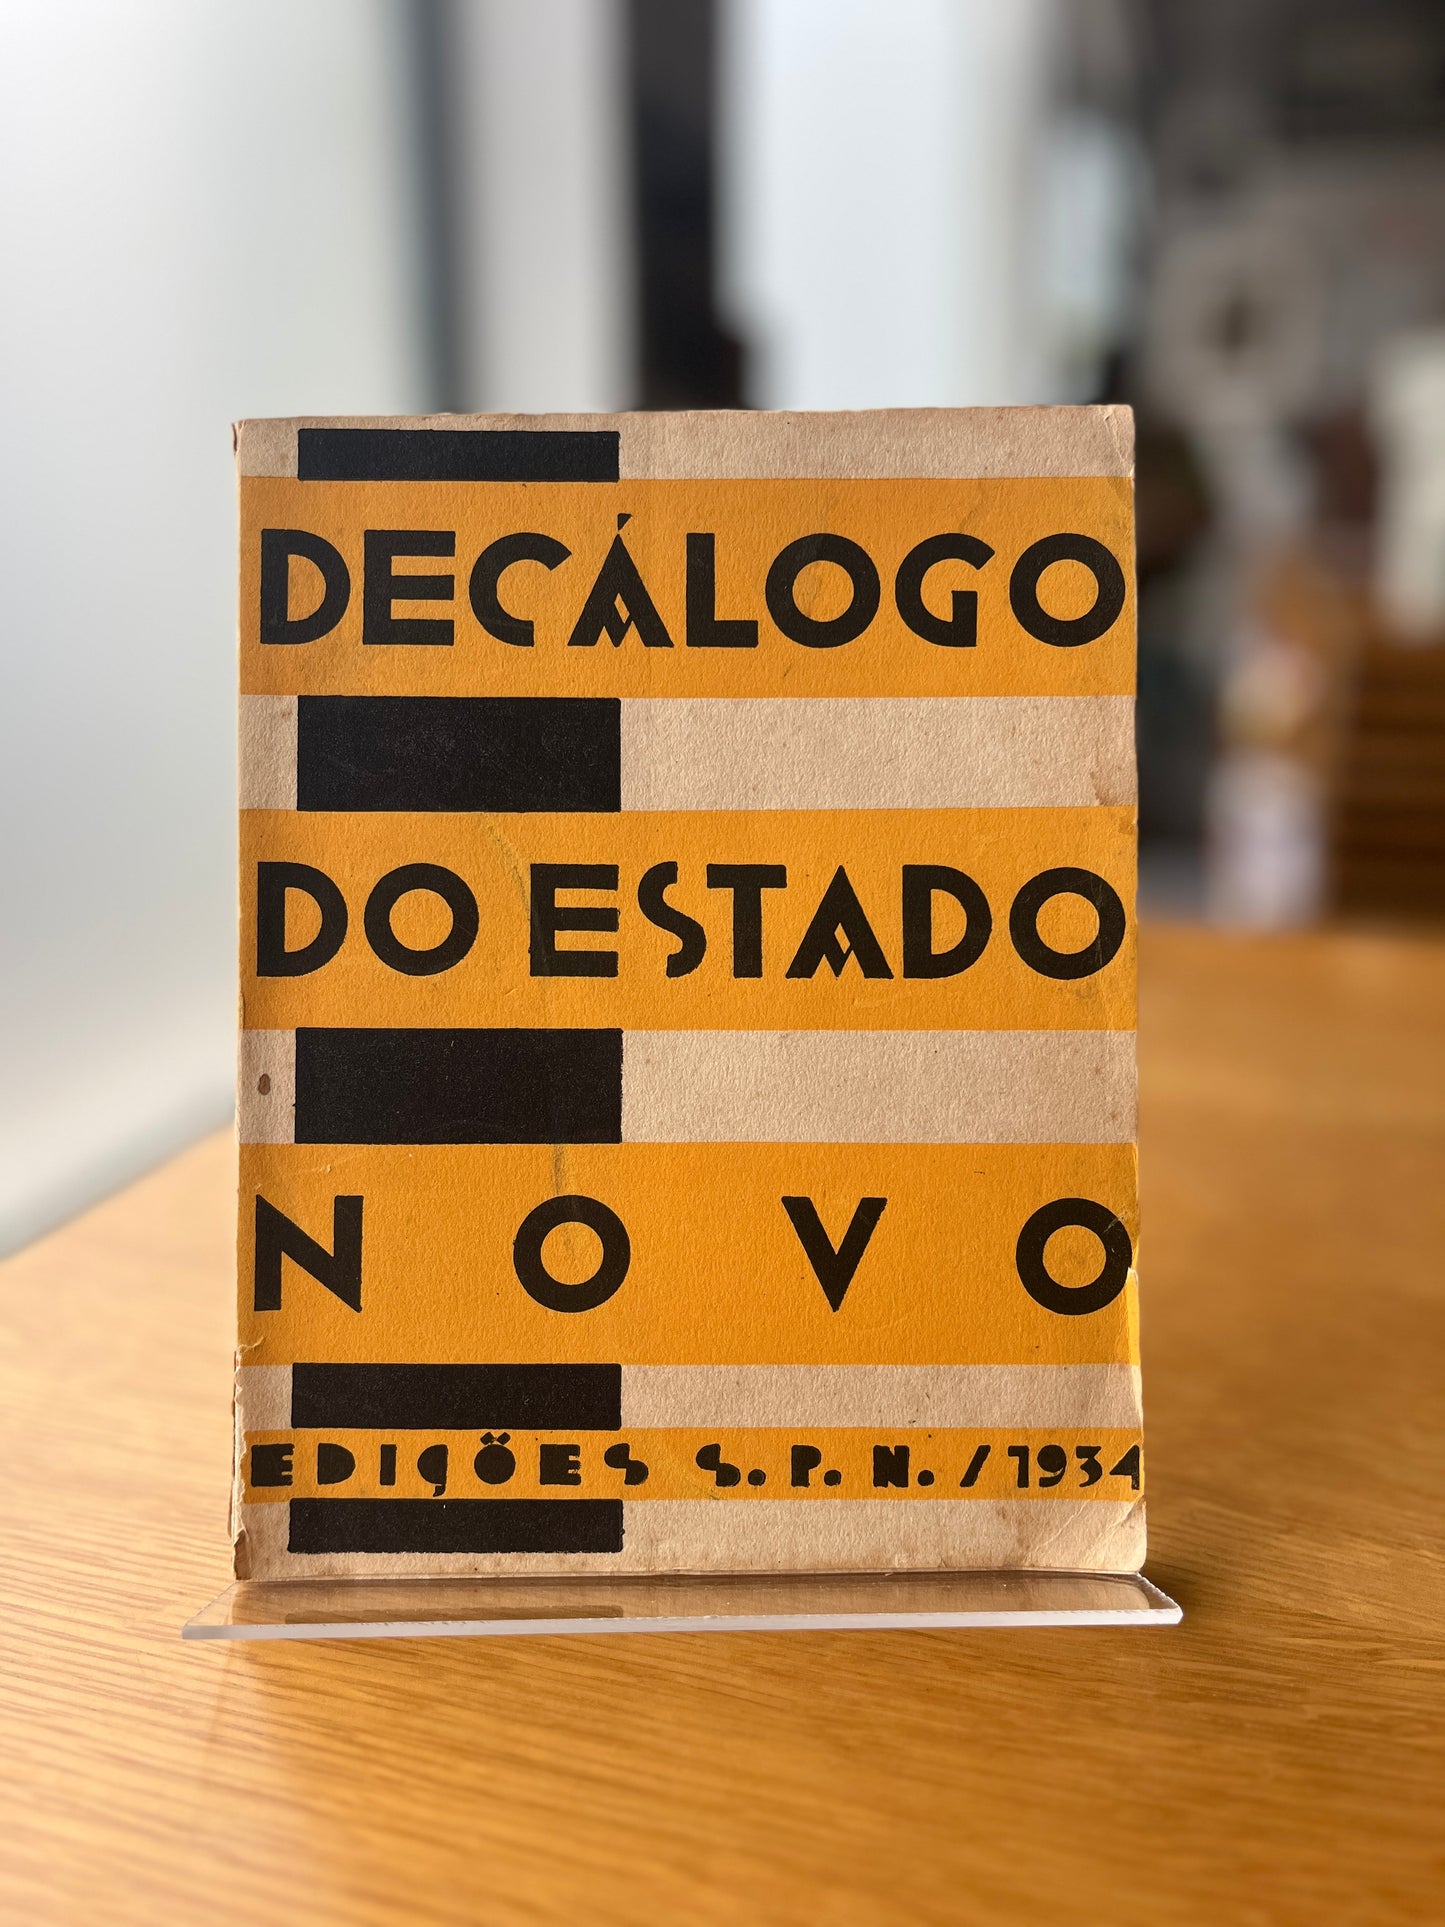 DECÁLOGO
DO ESTADO
NOVO
EDIÇÕES S.P.N./1934